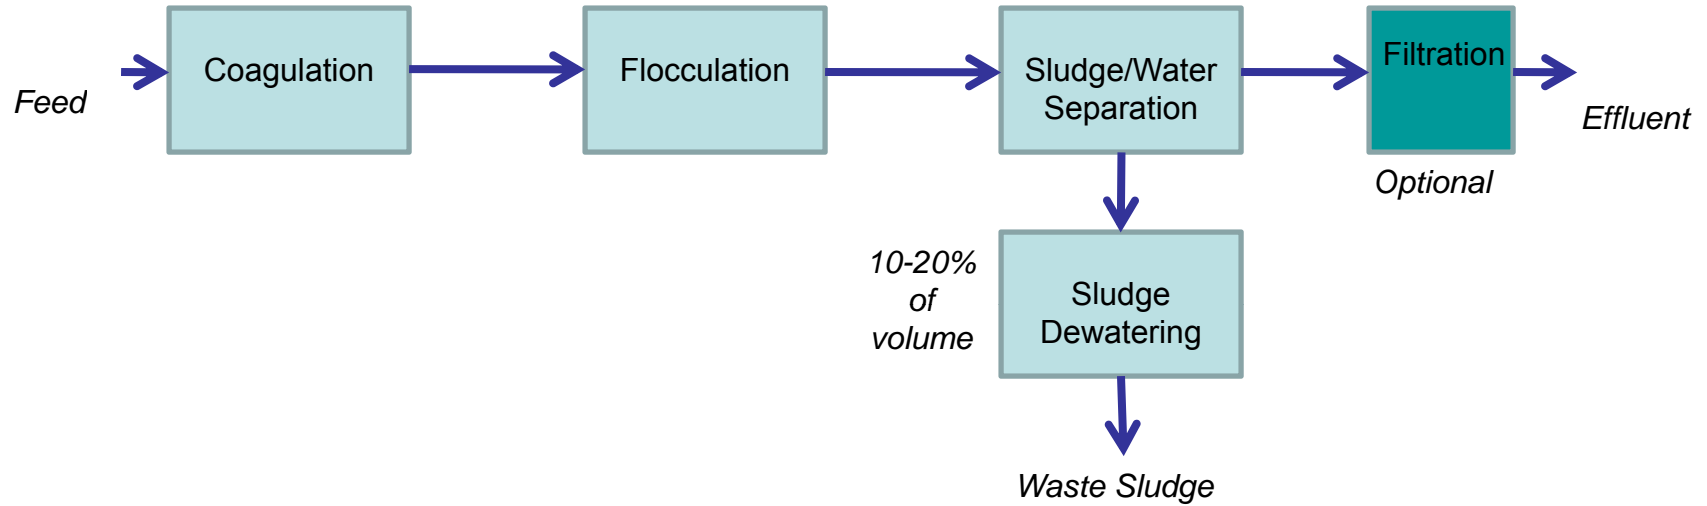 Feed
Coagulation
Flocculation
Sludge/Water
Separation
Filtration
Optional
Effluent
10-20%
of
volume
Sludge
Dewatering
Waste Sludge